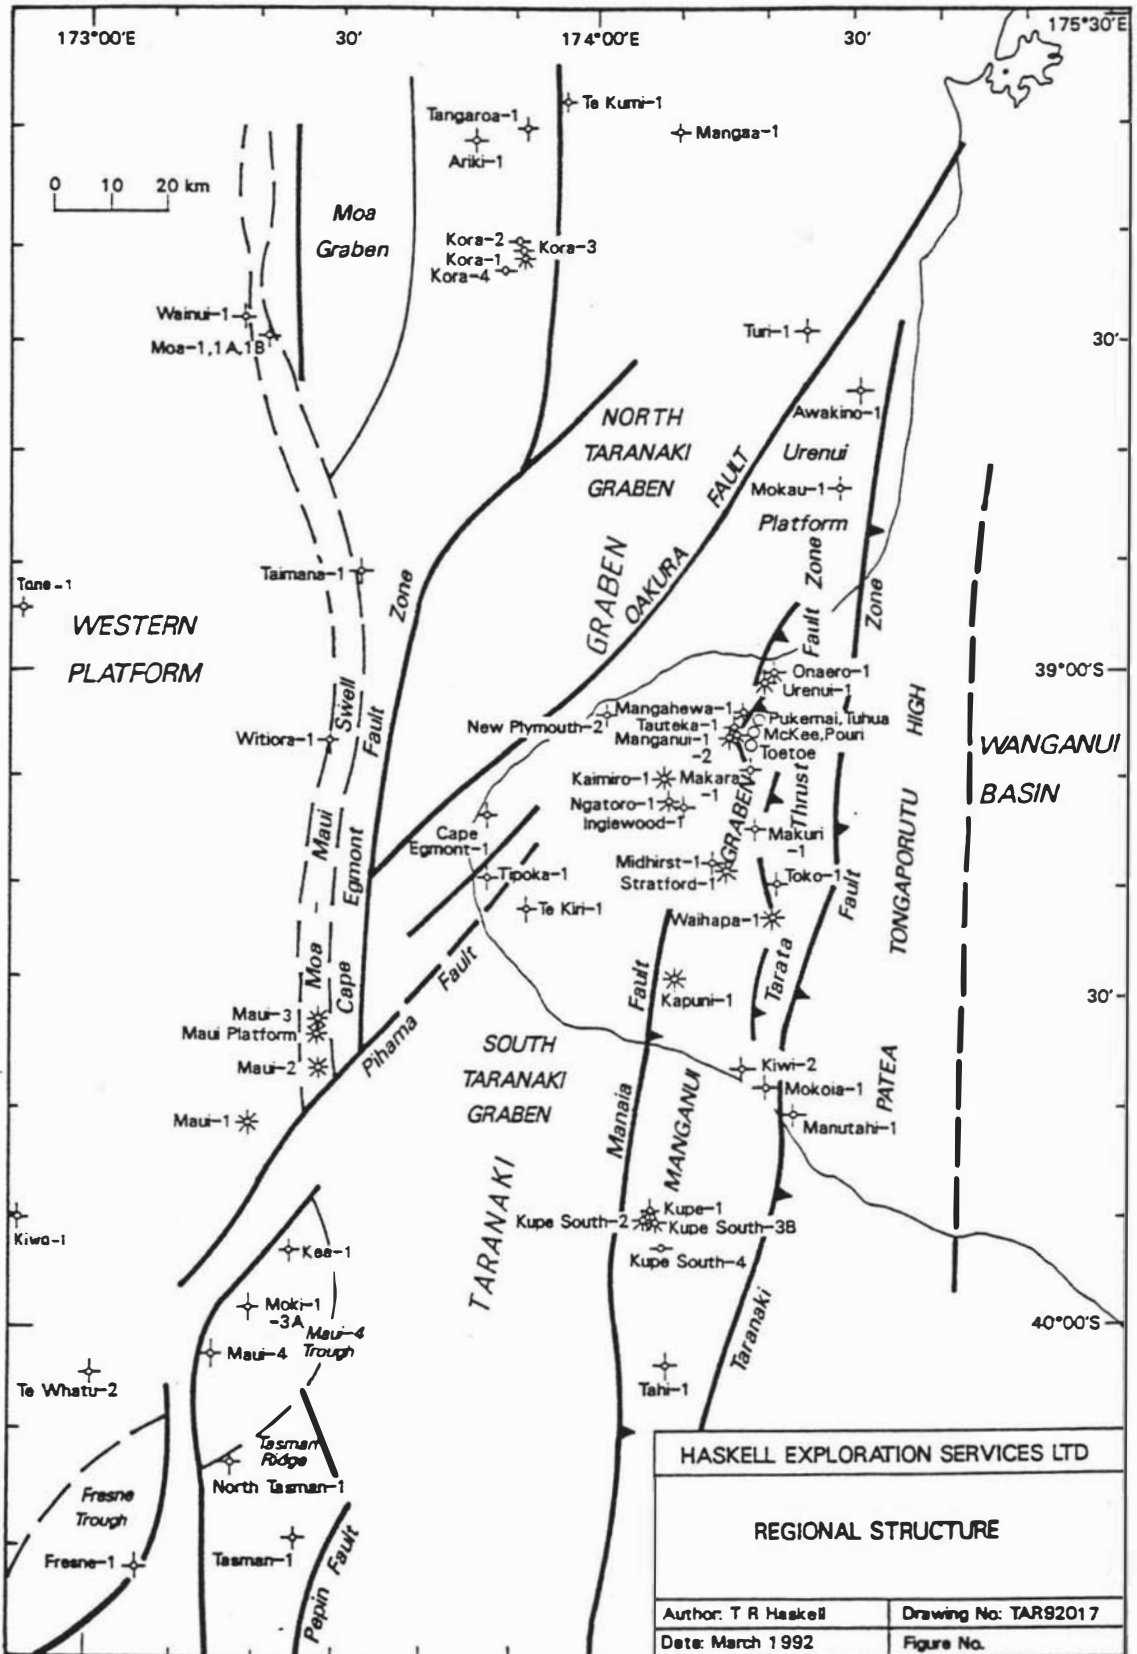 173°00'E
30'
174°00'E
30'
175°30'E
Te Kumi-1
Tangaroa-1
Mangaa-1
Ariki-1
0 10 20 km
Moa
Graben
Kora-2
Kora-3
Kora-1
Kora-4
Wainui-1
Moa-1,1A,1B
Turi-1
30'
Awakino-1
NORTH
TARANAKI
GRABEN
Urenui
Platform
Mokau-1
OAKURA FAULT
GRABEN
Fault Zone
Zone
Taimana-1
Zone
Tane-1
WESTERN
PLATFORM
39°00'S
Onaero-1
Urenui-1
Mangahewa-1
Pukemai,Tuhua
New Plymouth-2
Tauteka-1
McKee,Pouri
Manganui-1
-2
Toetoe
Swell
Fault
Witiora-1
HIGH
WANGANUI
BASIN
Kaimiro-1
Makara
-1
Thrust
Ngatoro-1
Inglewood-1
GRABEN
Cape
Egmont-1
Makuri
-1
Maui
Egmont
Midhirst-1
Stratford-1
Tipoka-1
Toko-1
Te Kiri-1
Waihapa-1
Fault
TONGAPORUTU
Moa
-
Cape
Fault
Fault
Tarata
Kapuni-1
30'
Maui-3
Maui Platform
Pihama
SOUTH
TARANAKI
GRABEN
Maui-2
Kiwi-2
Mokoia-1
PATEA
Maui-1
Manaia
MANGANUI
Manutahi-1
TARANAKI
Kupe-1
Kupe South-2
Kupe South-3B
Kiwa-1
Kea-1
Kupe South-4
Moki-1
-3A
Maui-4
Trough
Taranaki
40°00'S
Maui-4
Te Whatu-2
Tahi-1
Tasman
Ridge
North Tasman-1
Fresne
Trough
Fresne-1
Tasman-1
Pepin Fault
HASKELL EXPLORATION SERVICES LTD
REGIONAL STRUCTURE
Author: T R Haskell
Drawing No: TAR92017
Date: March 1992
Figure No.